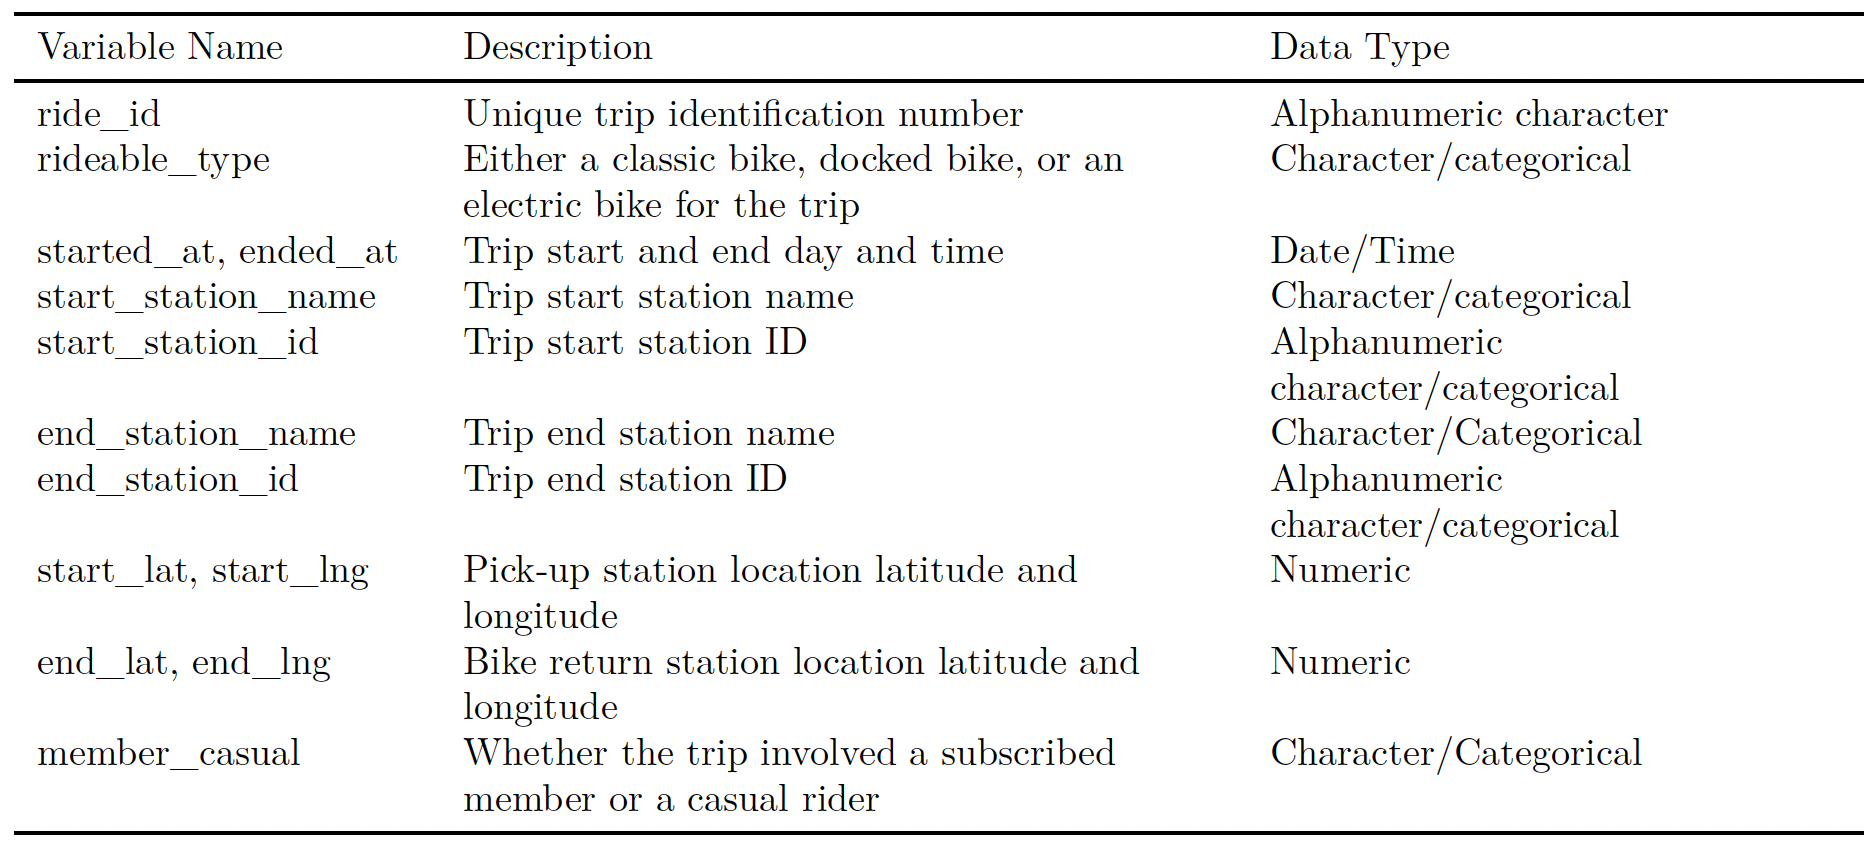 Variable Name Description Data Type
ride_id Unique trip identification number Alphanumeric character
rideable_type Either a classic bike, docked bike, or an Character/categorical
electric bike for the trip
started_at, ended_at Trip start and end day and time Date/Time
start_station_name Trip start station name Character/categorical
start_station_id Trip start station ID Alphanumeric
character/categorical
end_station_name Trip end station name Character/Categorical
end_station_id Trip end station ID Alphanumeric
character/categorical
start_lat, start_lng Pick-up station location latitude and Numeric
longitude
end_lat, end_lng Bike return station location latitude and Numeric
longitude
member_casual Whether the trip involved a subscribed Character/Categorical
member or a casual rider